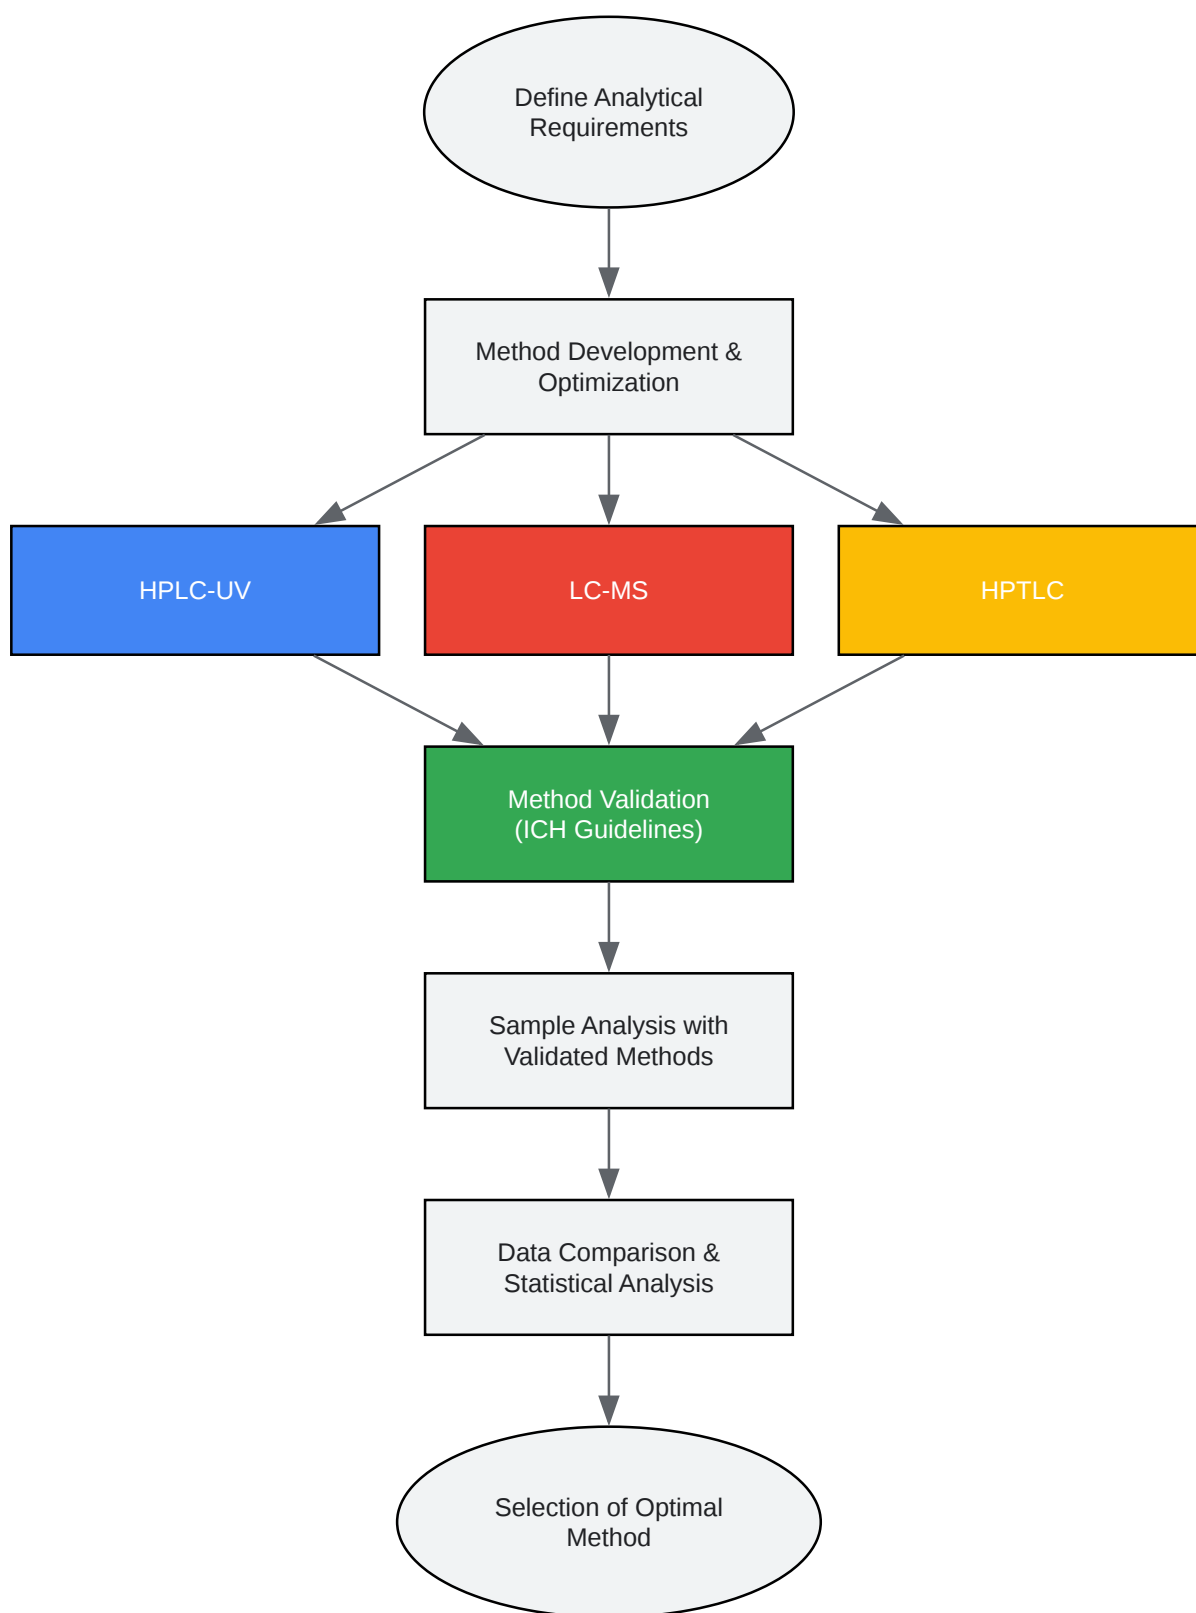 Define Analytical
Requirements
Method Development &
Optimization
HPLC-UV
LC-MS
HPTLC
Method Validation
(ICH Guidelines)
Sample Analysis with
Validated Methods
Data Comparison &
Statistical Analysis
Selection of Optimal
Method